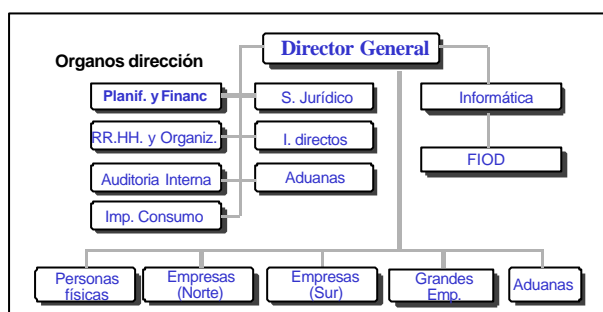 Director General
Organos dirección
Planif. y Financ
S. Jurídico
Informática
RR.HH. y Organiz.
I. directos
FIOD
Auditoria Interna
Aduanas
Imp. Consumo
Personas
físicas
Empresas
(Norte)
Empresas
(Sur)
Grandes
Emp.
Aduanas